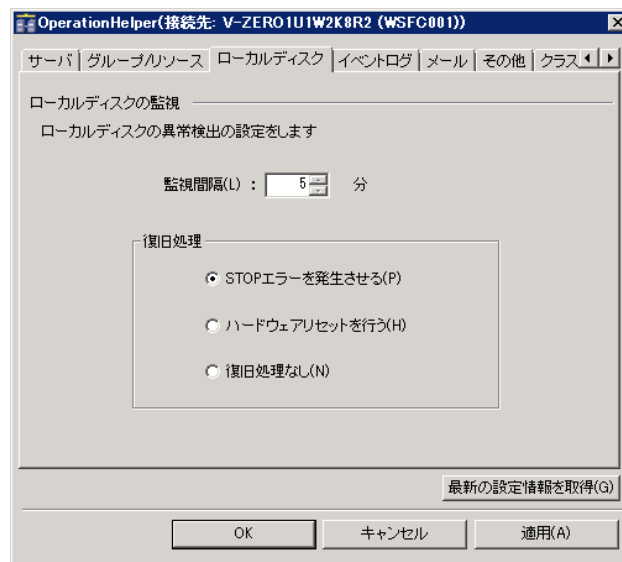 OperationHelper(接続先: V-ZERO1U1W2K8R2 (WSFC001))
サーバ グループ/リソース ローカルディスク イベントログ メール その他 クラス
ローカルディスクの監視
ローカルディスクの異常検出の設定をします
監視間隔(L) : 5 分
復旧処理
STOPエラーを発生させる(P)
ハードウェアリセットを行う(H)
復旧処理なし(N)
最新の設定情報を取得(G)
OK キャンセル 適用(A)